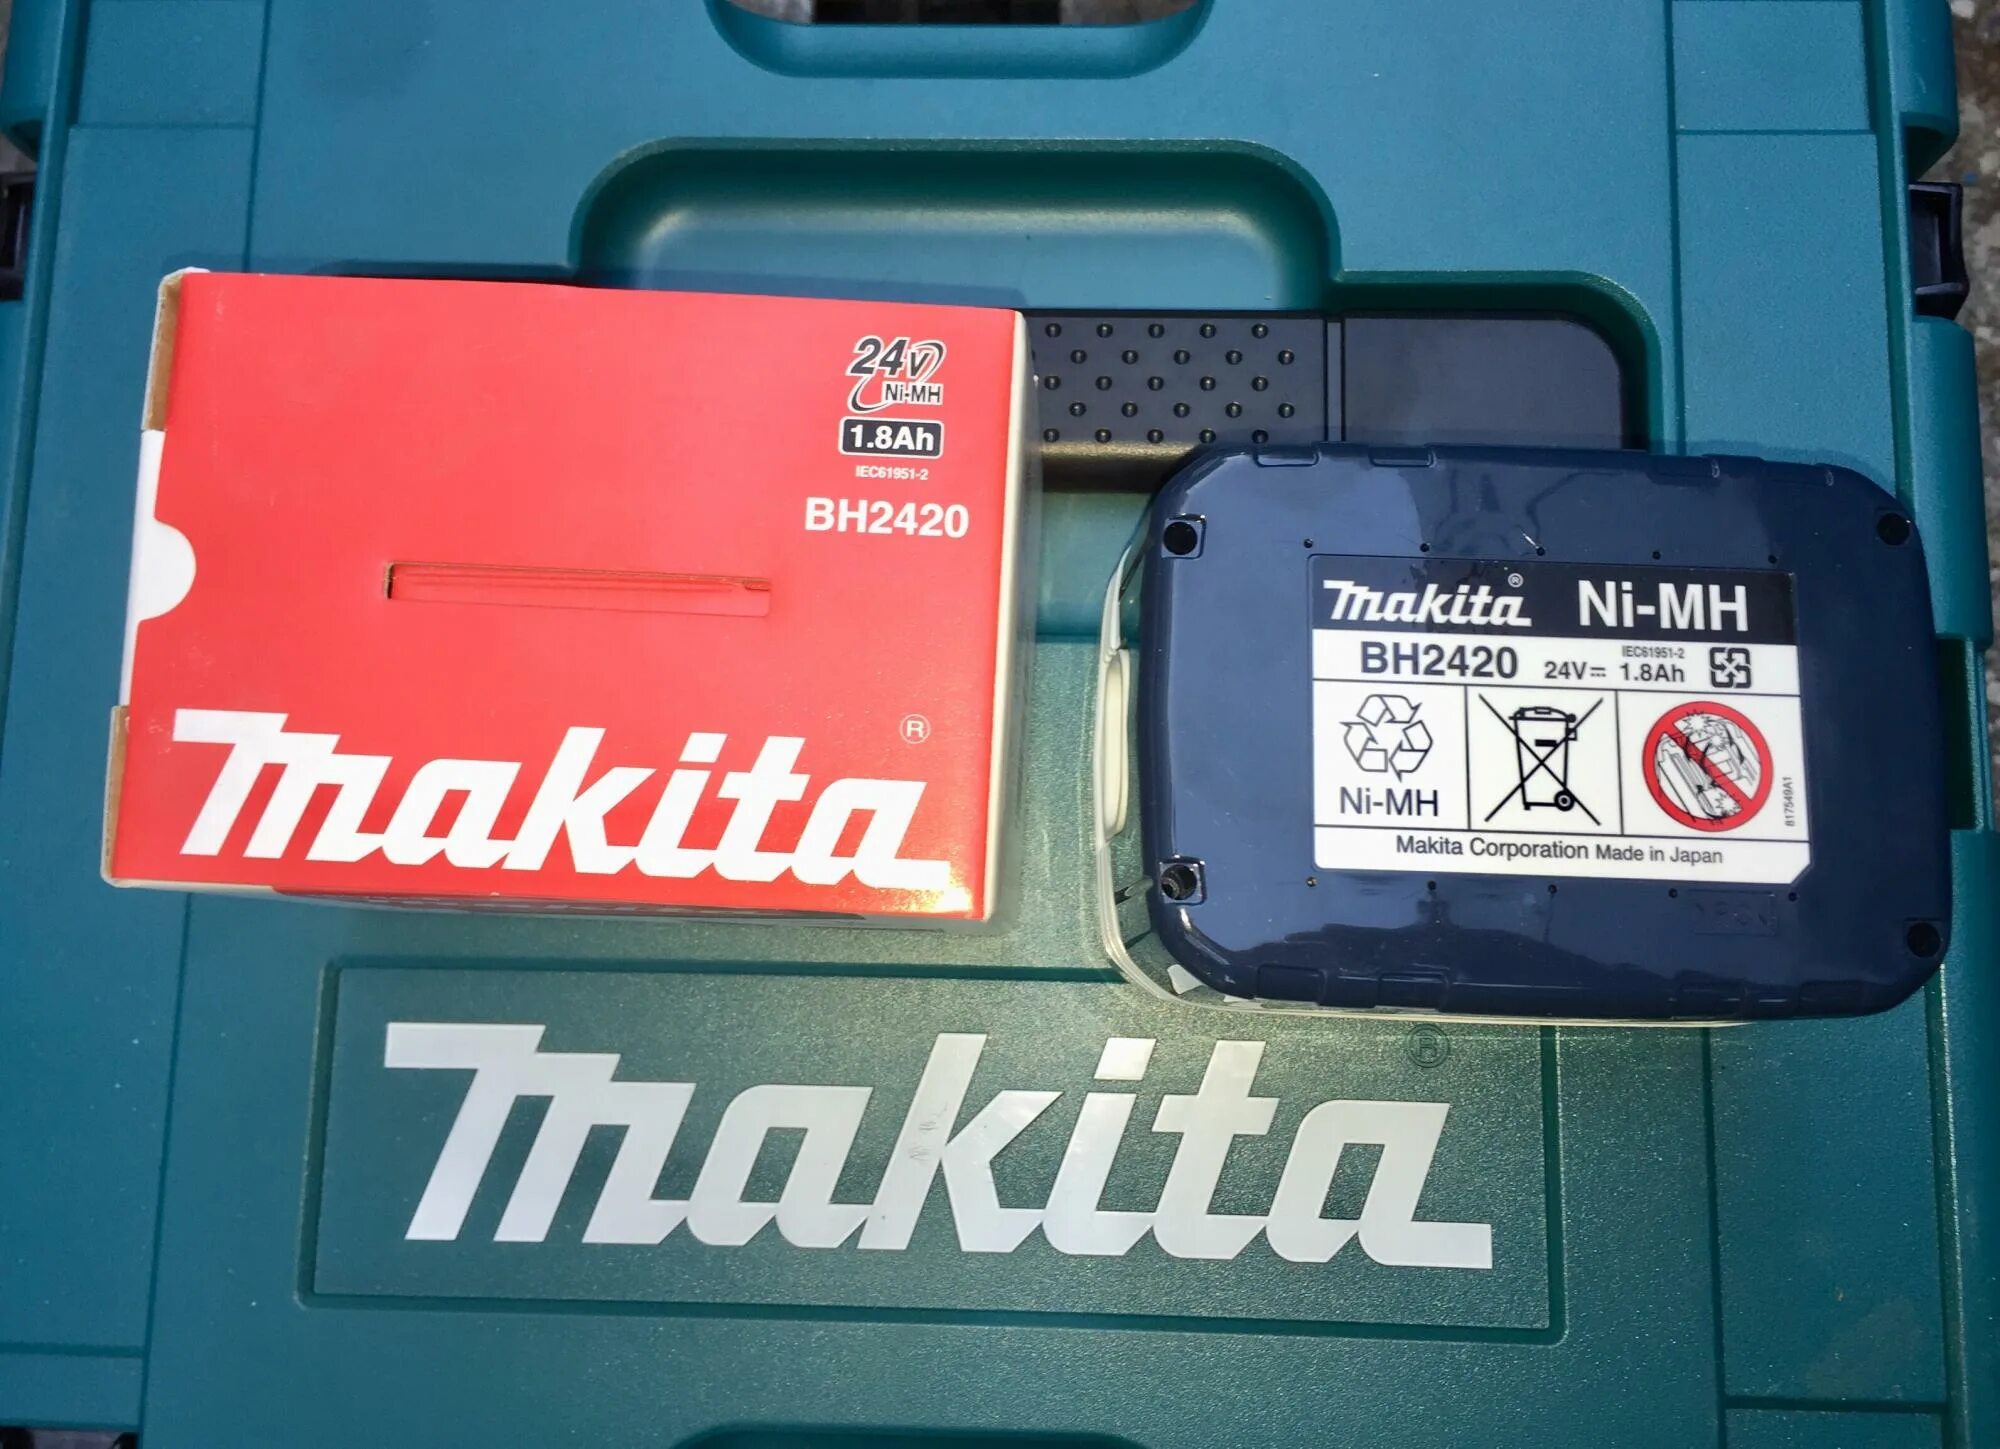 24V
Ni-MH
1.8Ah
IEC61951-2
BH2420
makita®
makita® Ni-MH
BH2420 24V⎓ IEC61951-2 1.8Ah
Ni-MH
817549A1
Makita Corporation Made in Japan
makita®